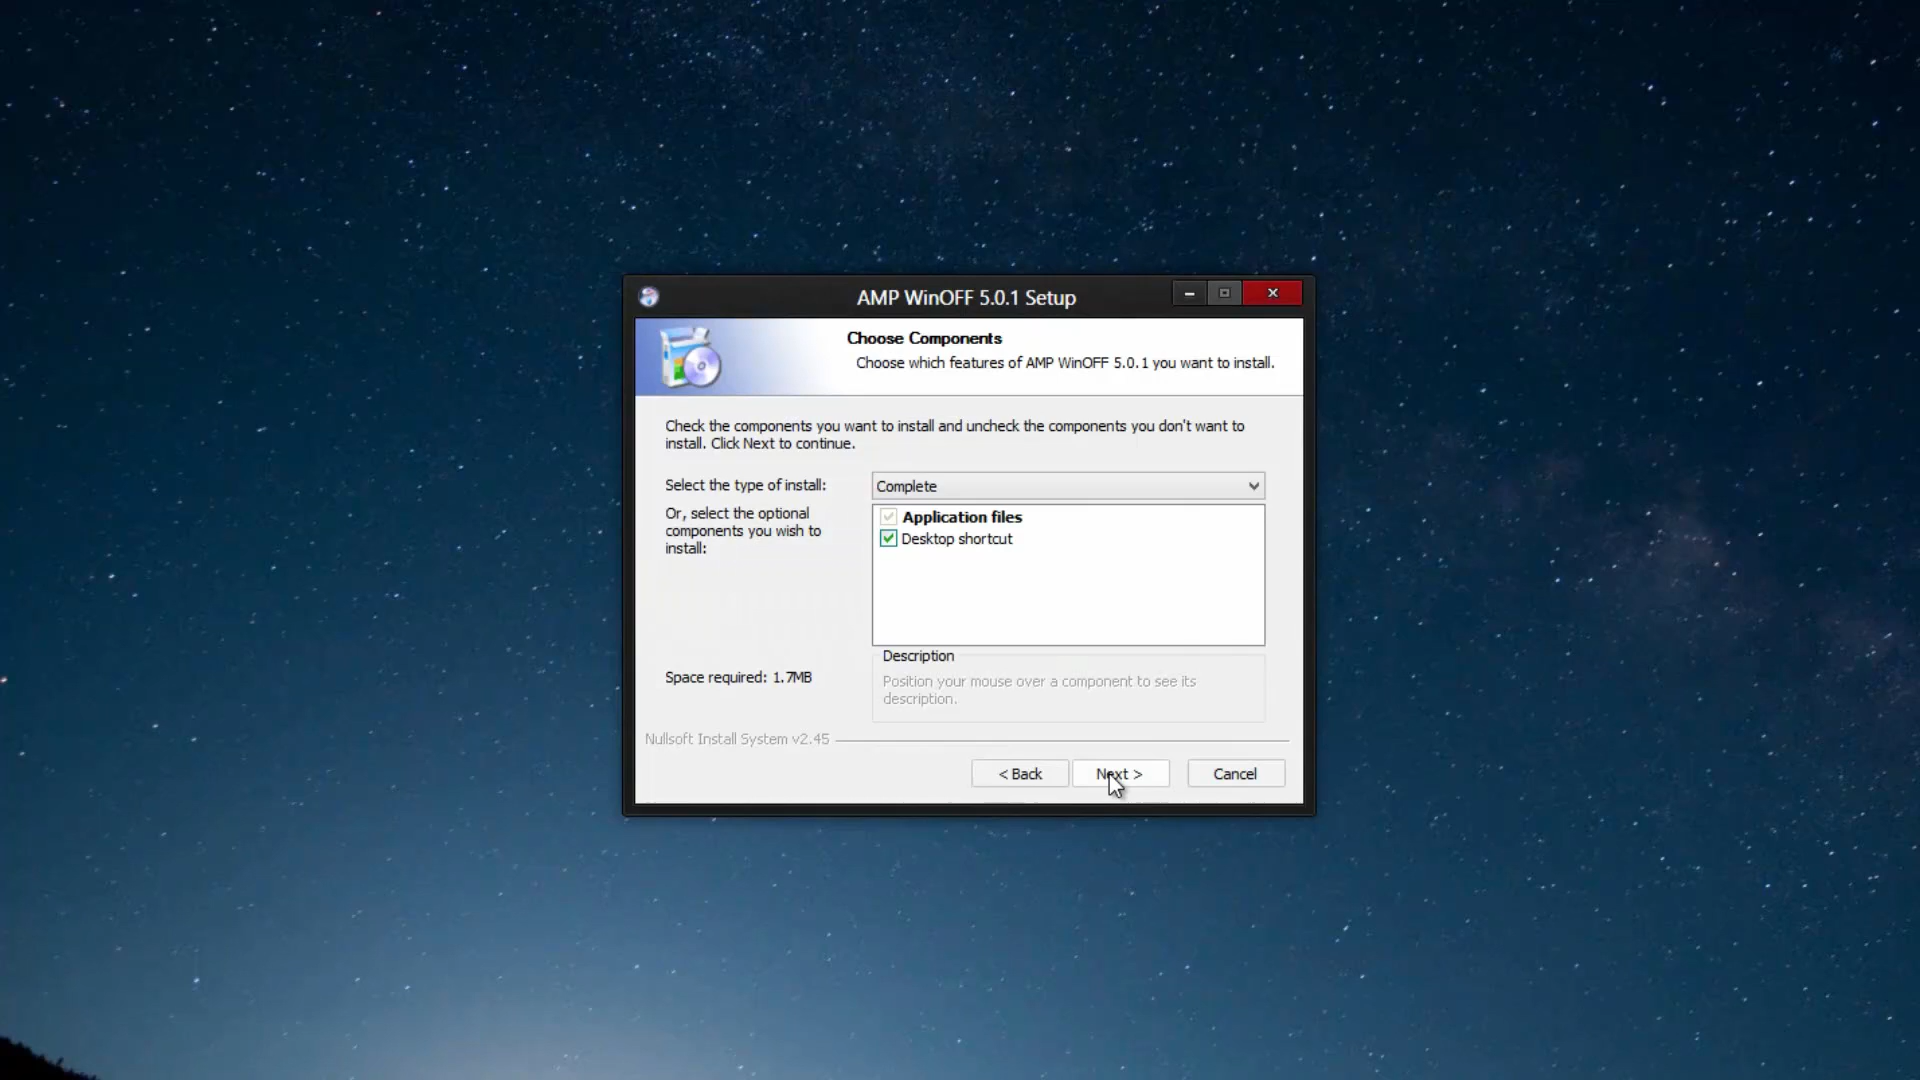 AMP WinOFF 5.0.1 Setup
Choose Components
Choose which features of AMP WinOFF 5.0.1 you want to install.
Check the components you want to install and uncheck the components you don't want to
install. Click Next to continue.
Select the type of install:
Complete
Or, select the optional
components you wish to
install:
Application files
Desktop shortcut
Space required: 1.7MB
Description
Position your mouse over a component to see its
description.
Nullsoft Install System v2.45
< Back
Next >
Cancel